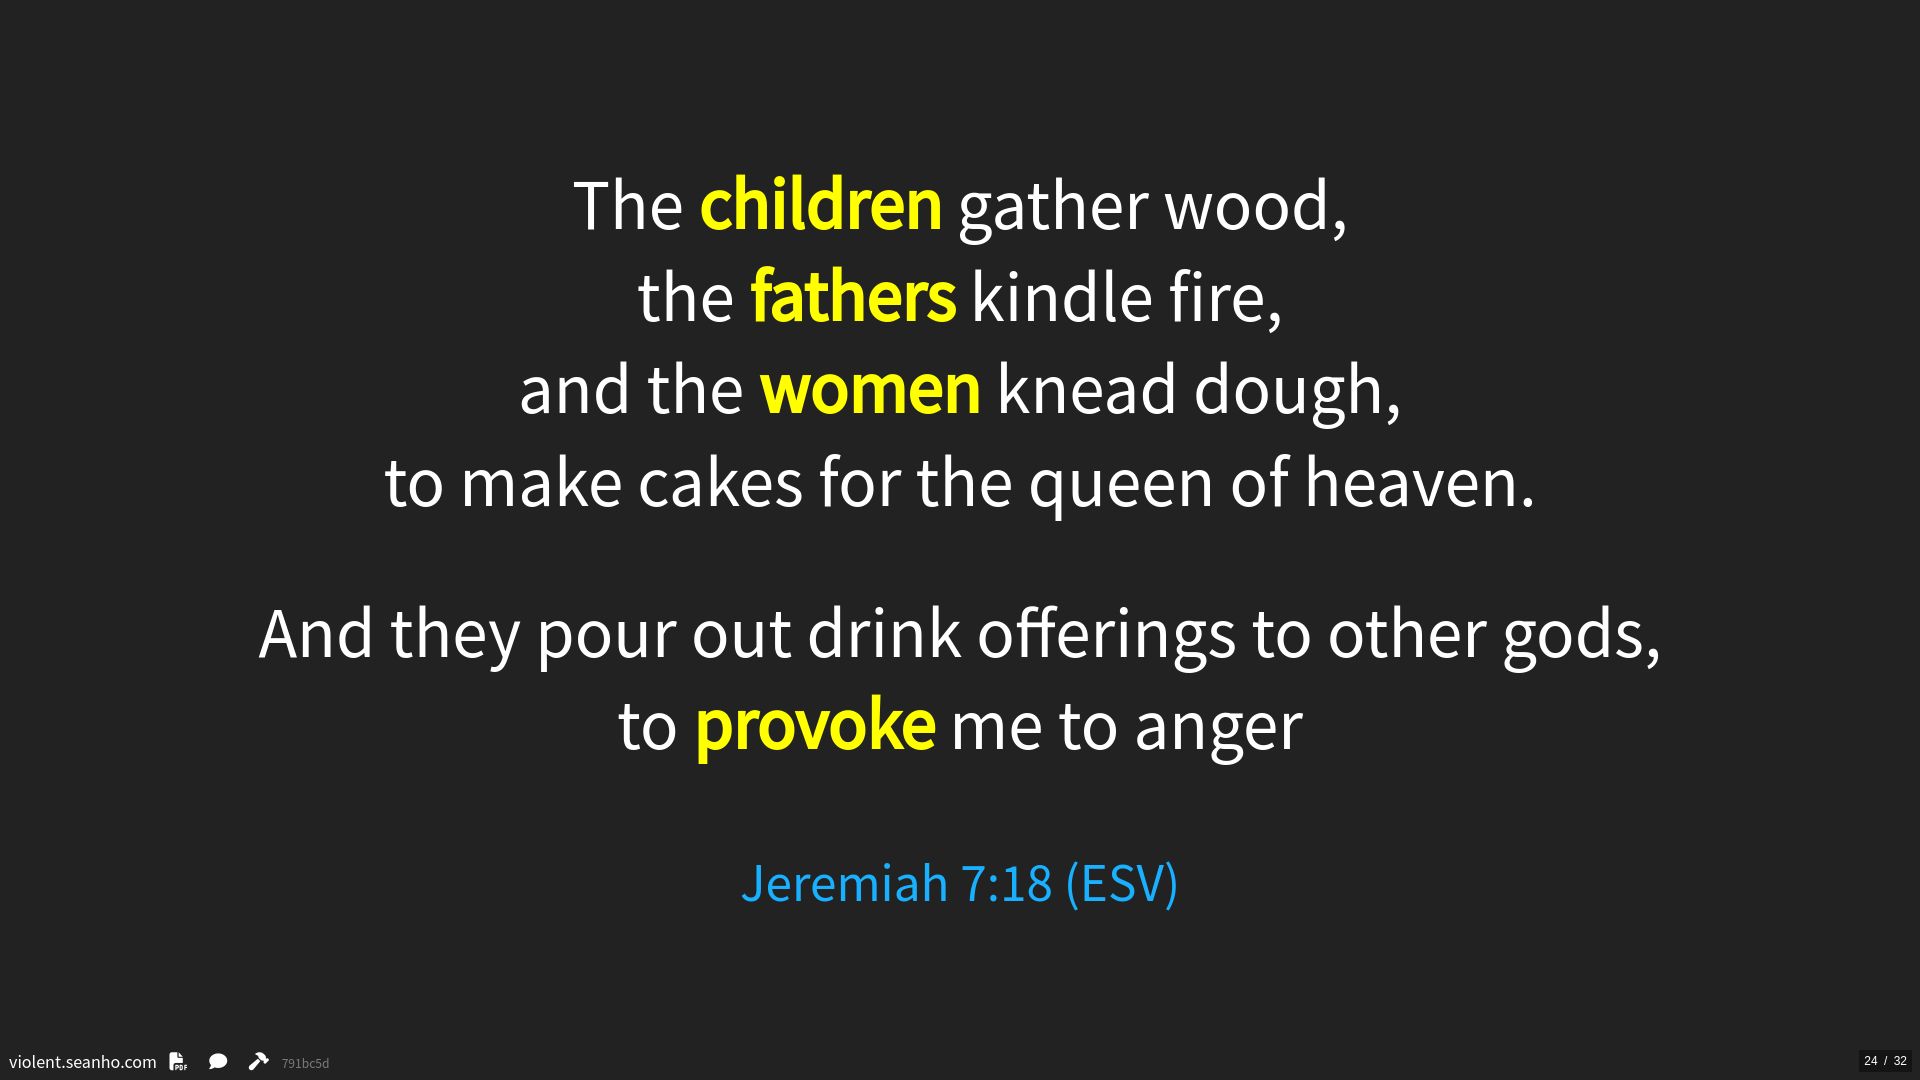 The children gather wood,
the fathers kindle fire,
and the women knead dough,
to make cakes for the queen of heaven.
And they pour out drink offerings to other gods,
to provoke me to anger
Jeremiah 7:18 (ESV)
violent.seanho.com PDF 791bc5d
24 / 32